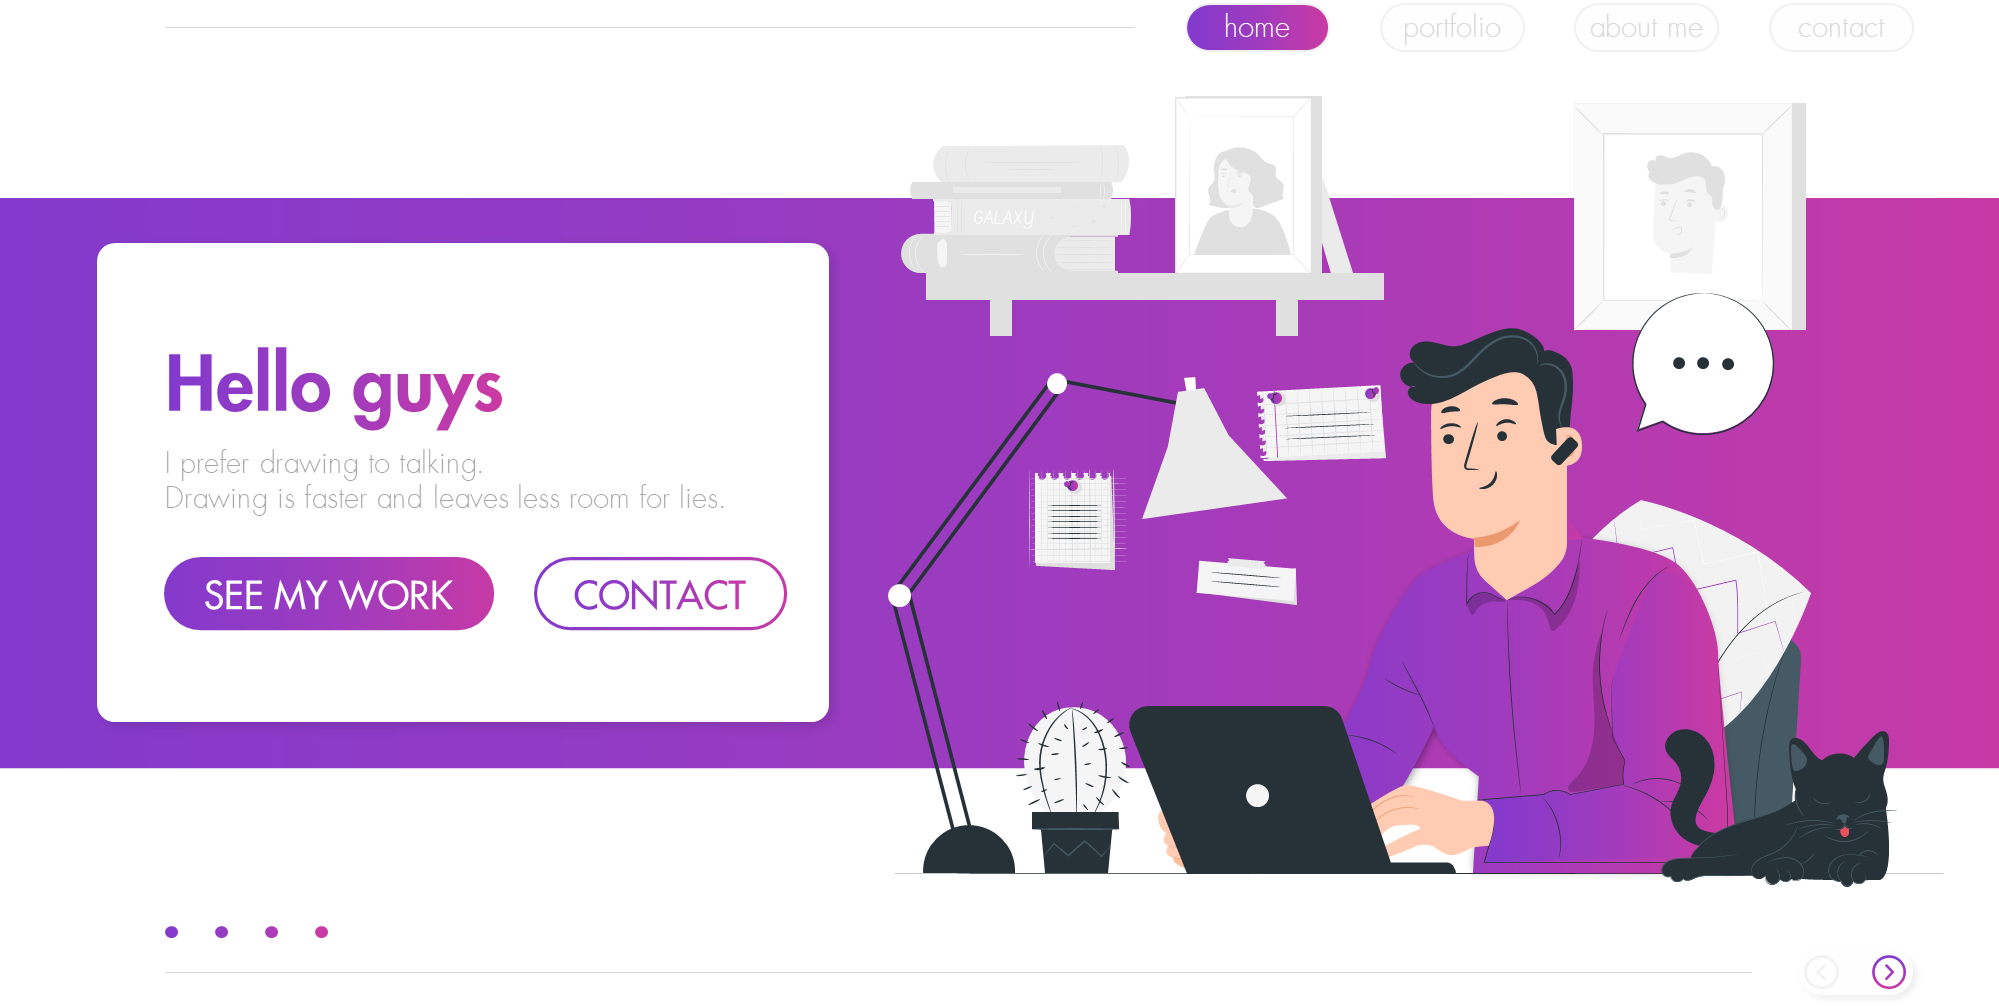 home
portfolio
about me
contact
GALAXY
Hello guys
I prefer drawing to talking.
Drawing is faster and leaves less room for lies.
SEE MY WORK
CONTACT